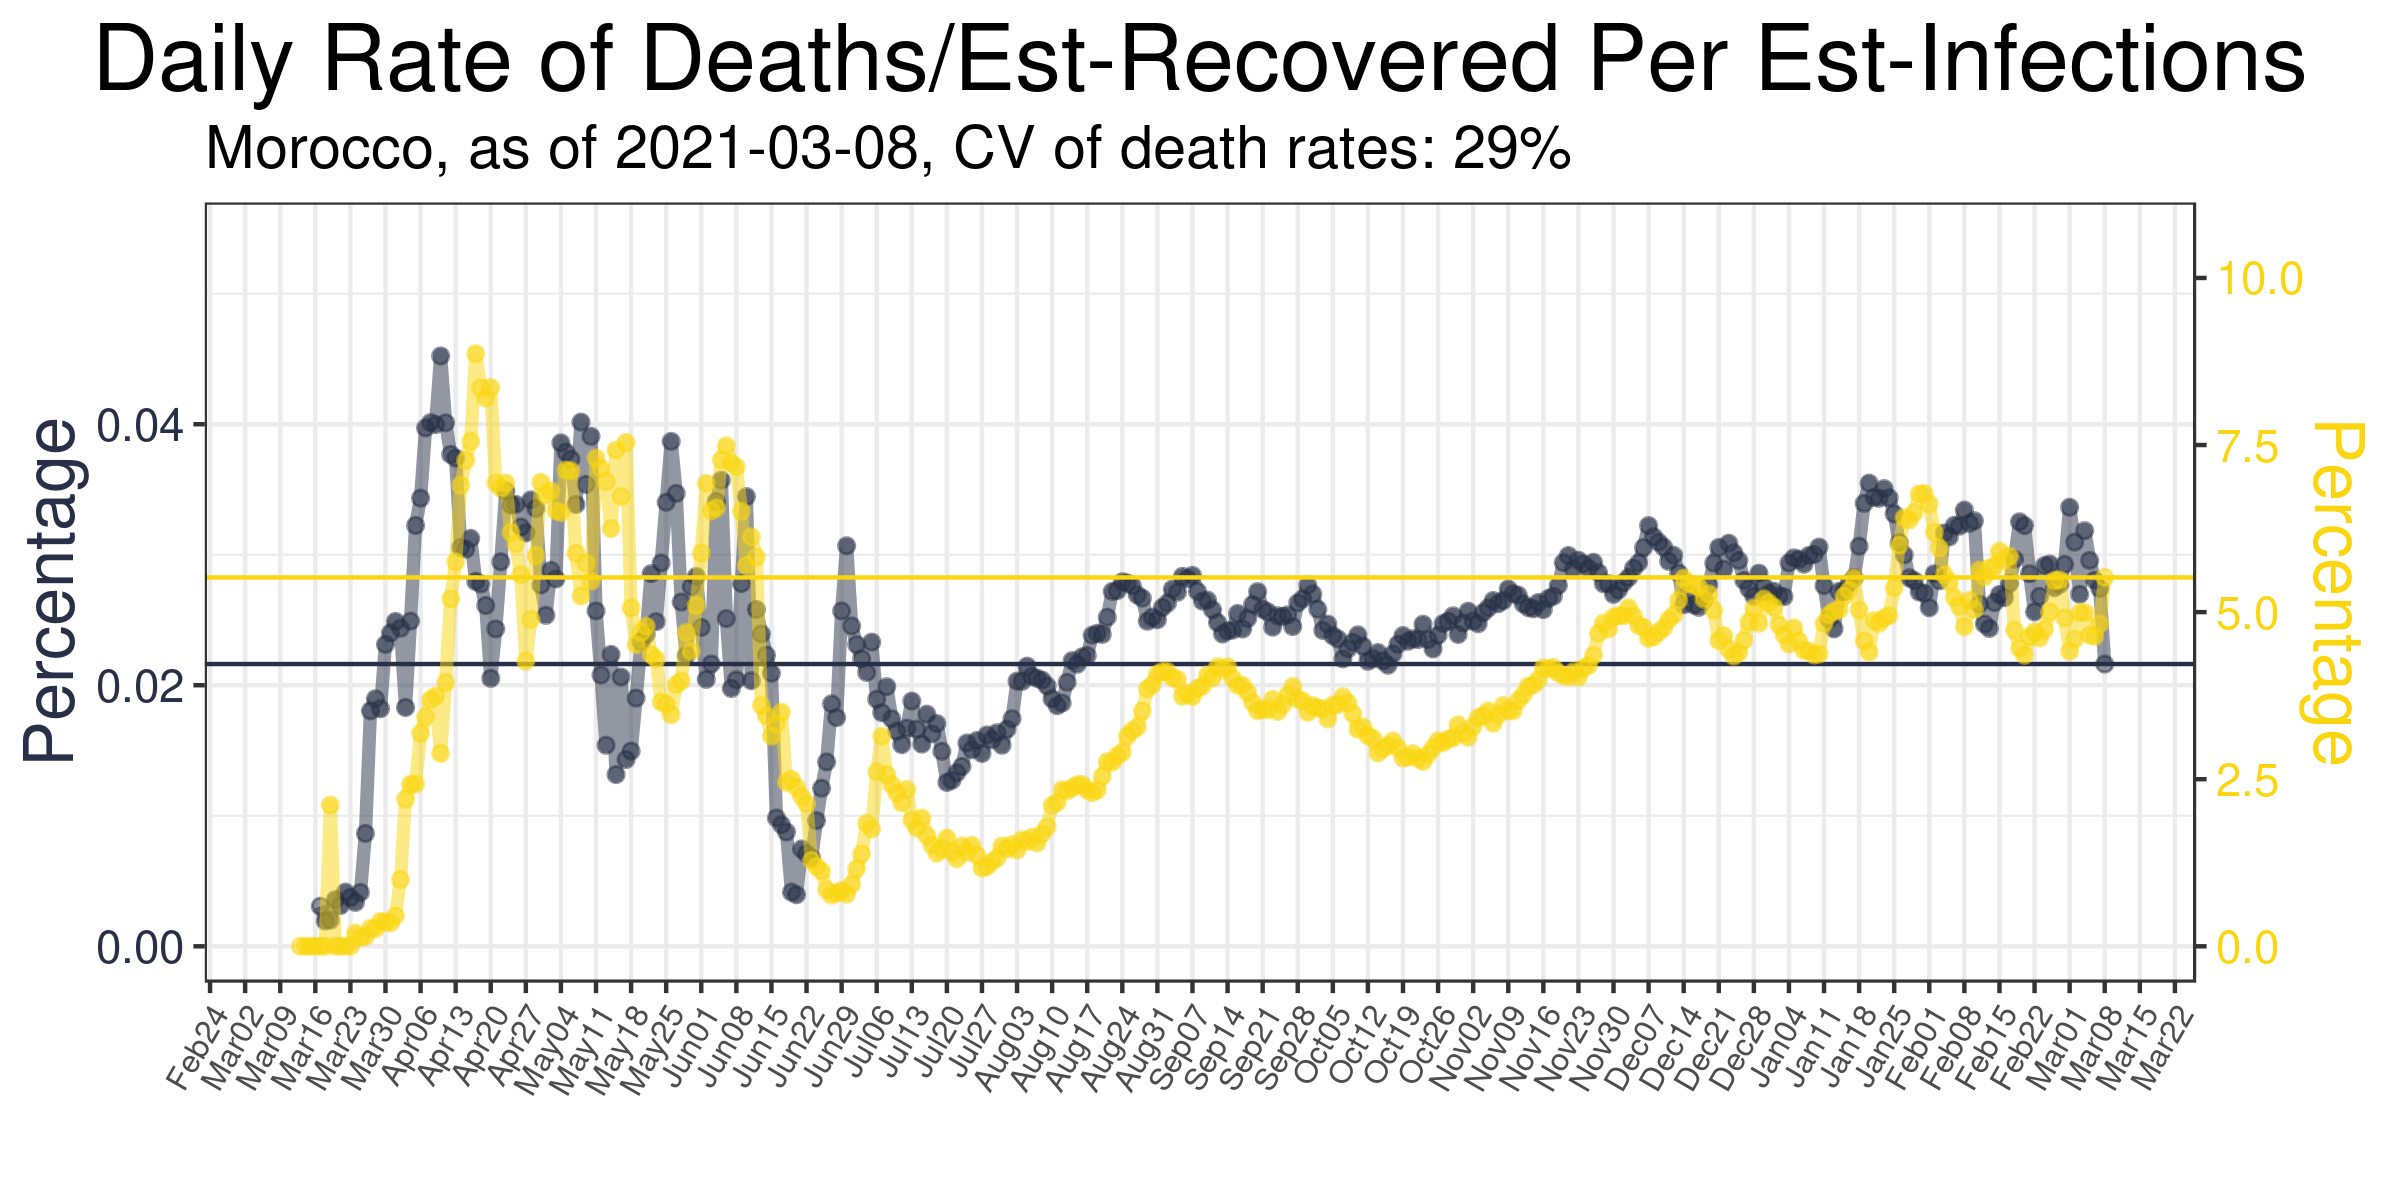 Daily Rate of Deaths/Est-Recovered Per Est-Infections
Morocco, as of 2021-03-08, CV of death rates: 29%
Percentage
0.04
0.02
0.00
10.0
7.5
5.0
2.5
0.0
Percentage
Feb24
Mar02
Mar09
Mar16
Mar23
Mar30
Apr06
Apr13
Apr20
Apr27
May04
May11
May18
May25
Jun01
Jun08
Jun15
Jun22
Jun29
Jul06
Jul13
Jul20
Jul27
Aug03
Aug10
Aug17
Aug24
Aug31
Sep07
Sep14
Sep21
Sep28
Oct05
Oct12
Oct19
Oct26
Nov02
Nov09
Nov16
Nov23
Nov30
Dec07
Dec14
Dec21
Dec28
Jan04
Jan11
Jan18
Jan25
Feb01
Feb08
Feb15
Feb22
Mar01
Mar08
Mar15
Mar22